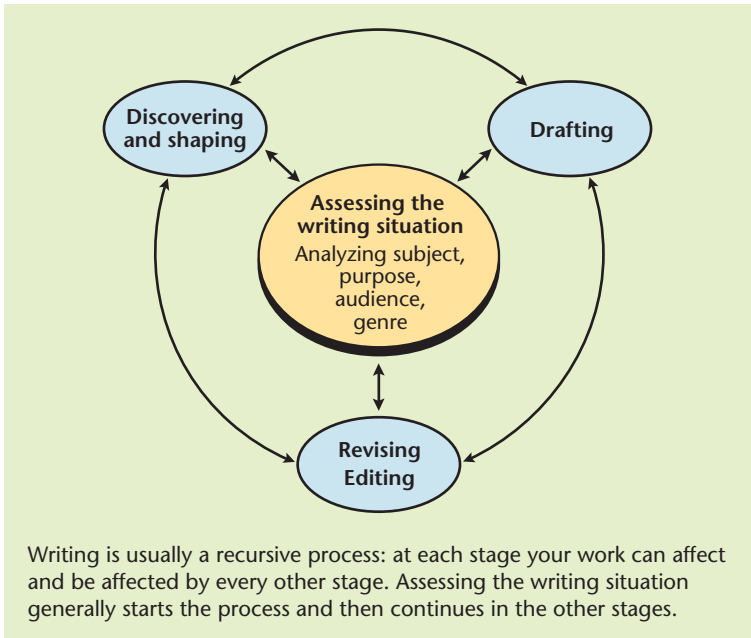 Discovering
and shaping
Drafting
Assessing the
writing situation
Analyzing subject,
purpose,
audience,
genre
Revising
Editing
Writing is usually a recursive process: at each stage your work can affect
and be affected by every other stage. Assessing the writing situation
generally starts the process and then continues in the other stages.